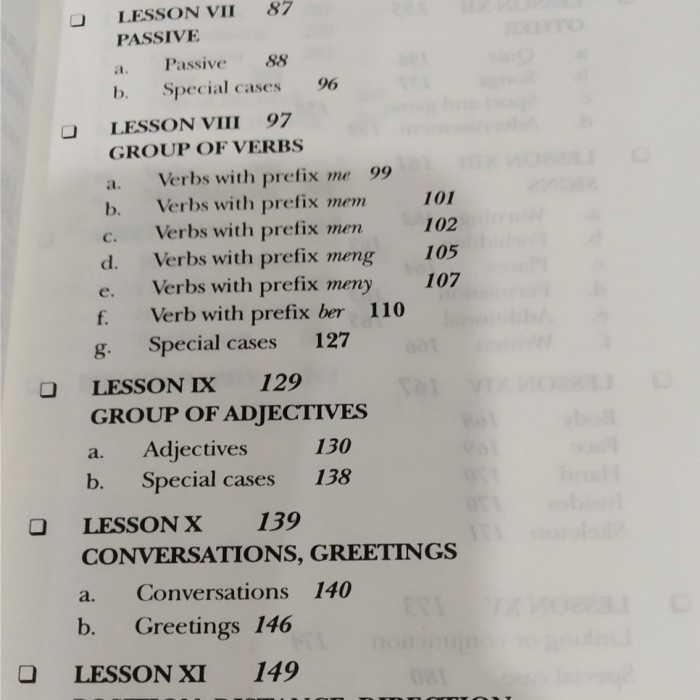 ☐ LESSON VII 87
PASSIVE
a. Passive 88
b. Special cases 96
☐ LESSON VIII 97
GROUP OF VERBS
a. Verbs with prefix me 99
b. Verbs with prefix mem 101
c. Verbs with prefix men 102
d. Verbs with prefix meng 105
e. Verbs with prefix meny 107
f. Verb with prefix ber 110
g. Special cases 127
☐ LESSON IX 129
GROUP OF ADJECTIVES
a. Adjectives 130
b. Special cases 138
☐ LESSON X 139
CONVERSATIONS, GREETINGS
a. Conversations 140
b. Greetings 146
☐ LESSON XI 149